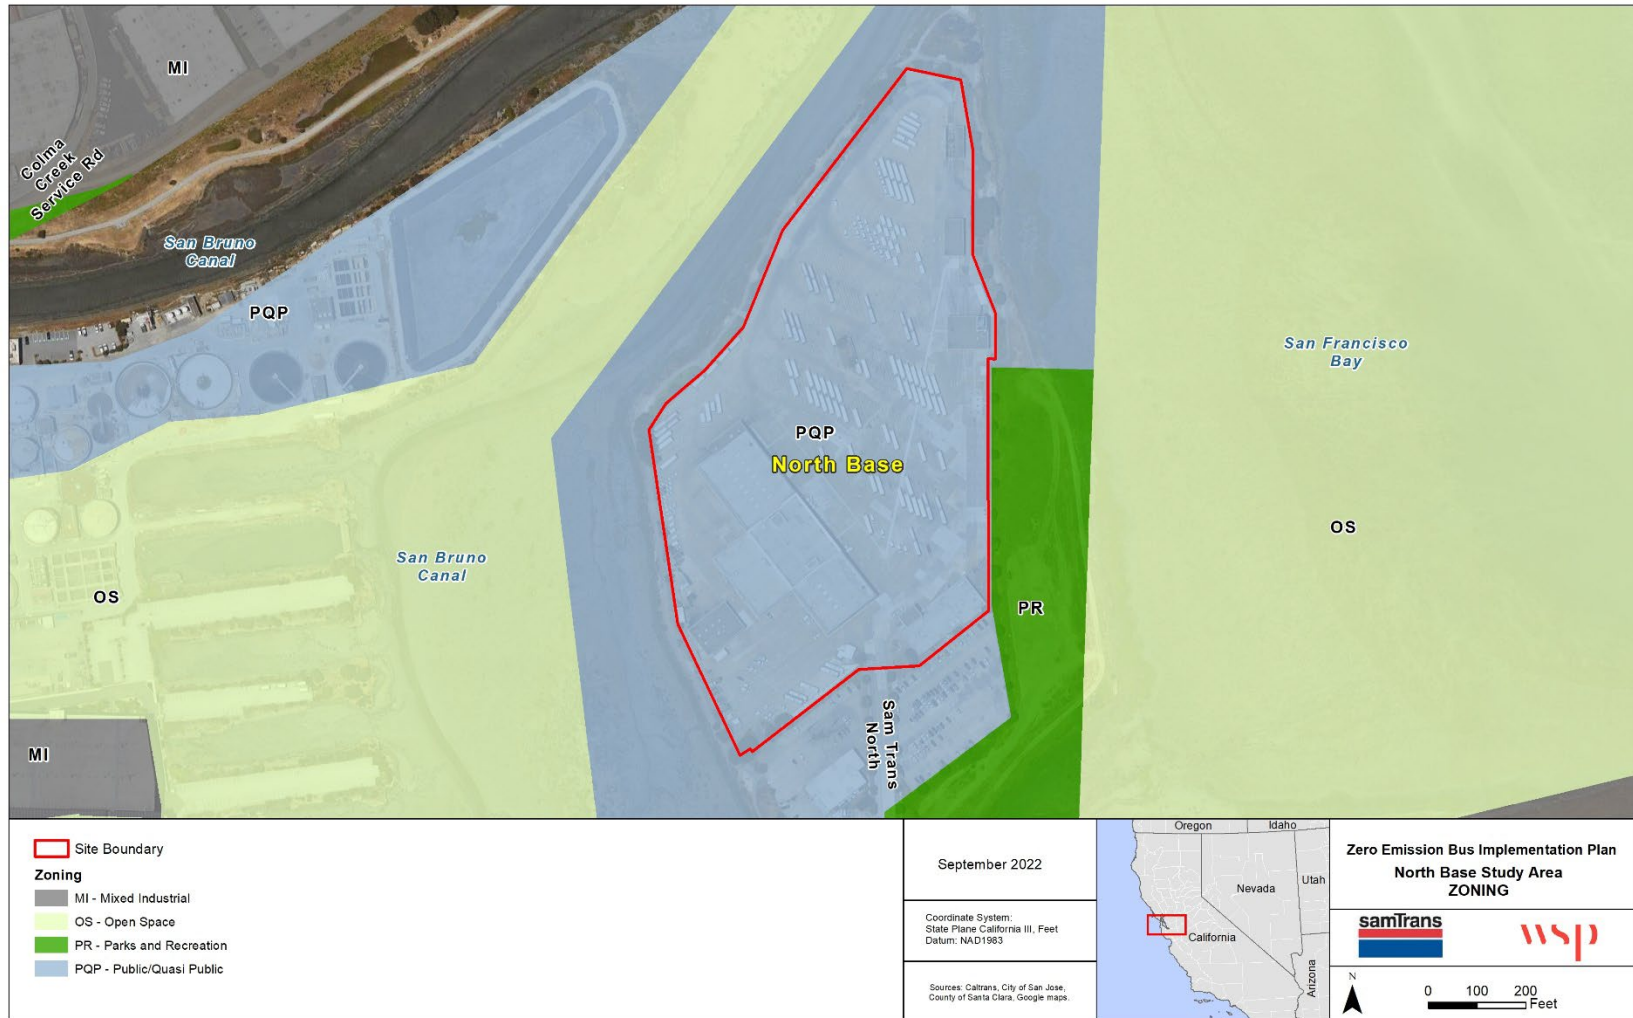 MI
Colma
Creek
Service Rd
San Bruno
Canal
PQP
San Francisco
Bay
PQP
North Base
OS
San Bruno
Canal
OS
PR
Sam Trans
North
MI
Site Boundary
Zoning
MI - Mixed Industrial
OS - Open Space
PR - Parks and Recreation
PQP - Public/Quasi Public
September 2022
Coordinate System:
State Plane California III, Feet
Datum: NAD1983
Sources: Caltrans, City of San Jose,
County of Santa Clara, Google maps.
Oregon
Idaho
Nevada
Utah
California
Arizona
Zero Emission Bus Implementation Plan
North Base Study Area
ZONING
samTrans
wsp
N
0 100 200
Feet